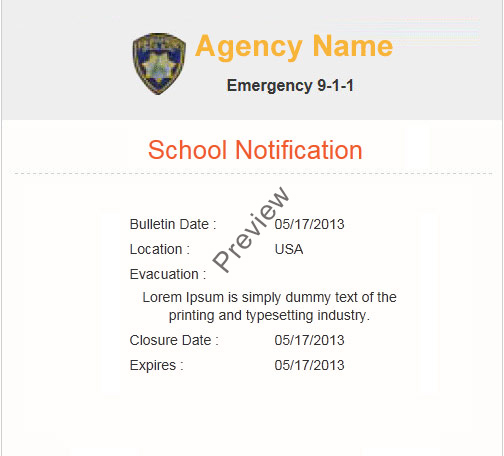 Agency Name
Emergency 9-1-1
School Notification
Preview
Bulletin Date : 05/17/2013
Location : USA
Evacuation :
Lorem Ipsum is simply dummy text of the
printing and typesetting industry.
Closure Date : 05/17/2013
Expires : 05/17/2013